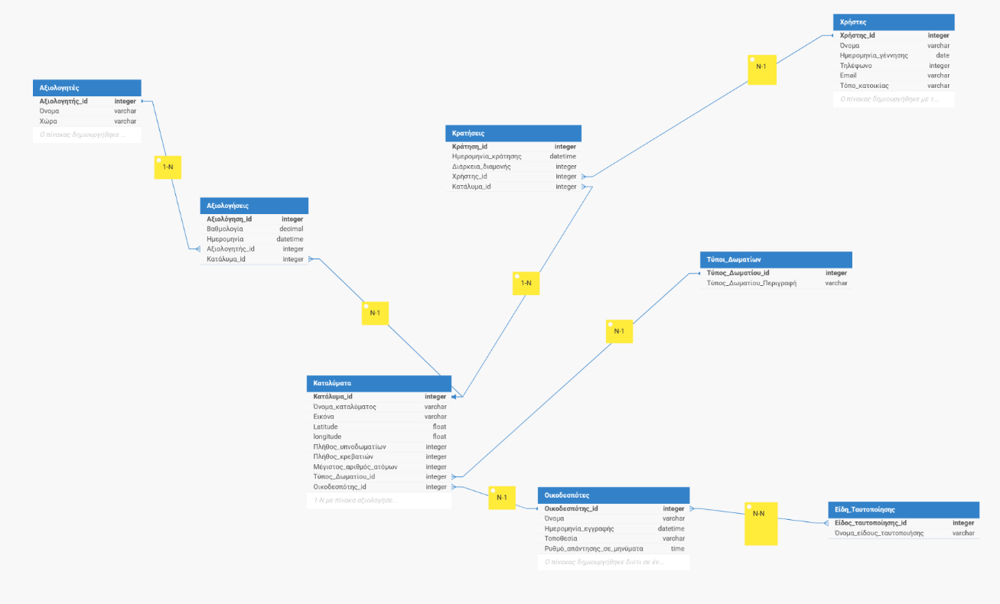 Χρήστες
Χρήστης_id integer
Όνομα varchar
Ημερομηνία_γέννησης date
Τηλέφωνο integer
Email varchar
Τόπο_κατοικίας varchar
Ο πίνακας δημιουργήθηκε με τ...
N-1
Αξιολογητές
Αξιολογητής_id integer
Όνομα varchar
Χώρα varchar
Ο πίνακας δημιουργήθηκε ...
1-N
Κρατήσεις
Κράτηση_id integer
Ημερομηνία_κράτησης datetime
Διάρκεια_διαμονής integer
Χρήστης_id integer
Κατάλυμα_id integer
Αξιολογήσεις
Αξιολόγηση_id integer
Βαθμολογία decimal
Ημερομηνία datetime
Αξιολογητής_id integer
Κατάλυμα_id integer
1-N
N-1
Τύποι_Δωματίων
Τύπος_Δωματίου_id integer
Τύπος_Δωματίου_Περιγραφή varchar
N-1
Καταλύματα
Κατάλυμα_id integer
Όνομα_καταλύματος varchar
Εικόνα varchar
Latitude float
longitude float
Πλήθος_υπνοδωματίων integer
Πλήθος_κρεβατιών integer
Μέγιστος_αριθμός_ατόμων integer
Τύπος_Δωματίου_id integer
Οικοδεσπότης_id integer
1-N με πίνακα αξιολογήσε...
N-1
Οικοδεσπότες
Οικοδεσπότης_id integer
Όνομα varchar
Ημερομηνία_εγγραφής datetime
Τοποθεσία varchar
Ρυθμό_απάντησης_σε_μηνύματα time
Ο πίνακας δημιουργήθηκε διότι σε έν...
N-N
Είδη_Ταυτοποίησης
Είδος_ταυτοποίησης_id integer
Όνομα_είδους_ταυτοποιήσης varchar